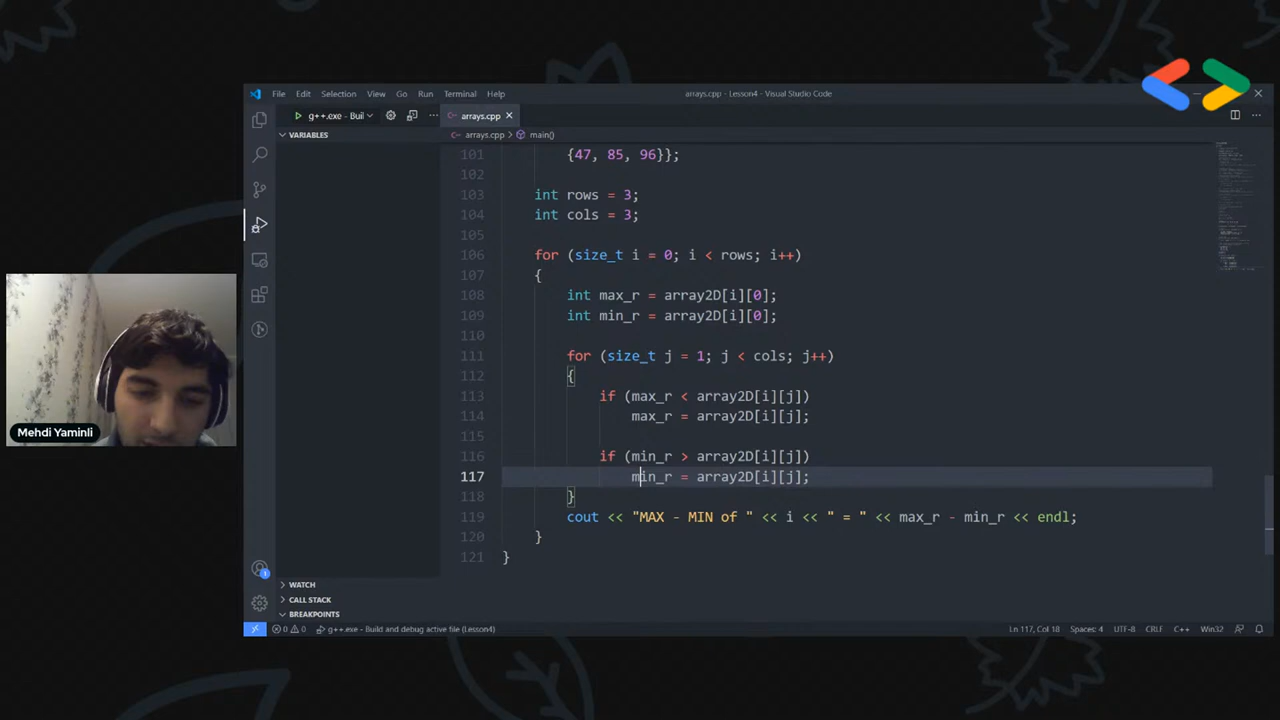 File Edit Selection View Go Run Terminal Help
arrays.cpp - Lesson4 - Visual Studio Code
g++.exe - Buil
arrays.cpp
VARIABLES
arrays.cpp > main()
101 {47, 85, 96}};
102
103 int rows = 3;
104 int cols = 3;
105
106 for (size_t i = 0; i < rows; i++)
107 {
108 int max_r = array2D[i][0];
109 int min_r = array2D[i][0];
110
111 for (size_t j = 1; j < cols; j++)
112 {
113 if (max_r < array2D[i][j])
114 max_r = array2D[i][j];
115
116 if (min_r > array2D[i][j])
117 min_r = array2D[i][j];
118 }
119 cout << "MAX - MIN of " << i << " = " << max_r - min_r << endl;
120 }
121 }
Mehdi Yaminli
1
WATCH
CALL STACK
BREAKPOINTS
0 0 g++.exe - Build and debug active file (Lesson4)
Ln 117, Col 18 Spaces: 4 UTF-8 CRLF C++ Win32